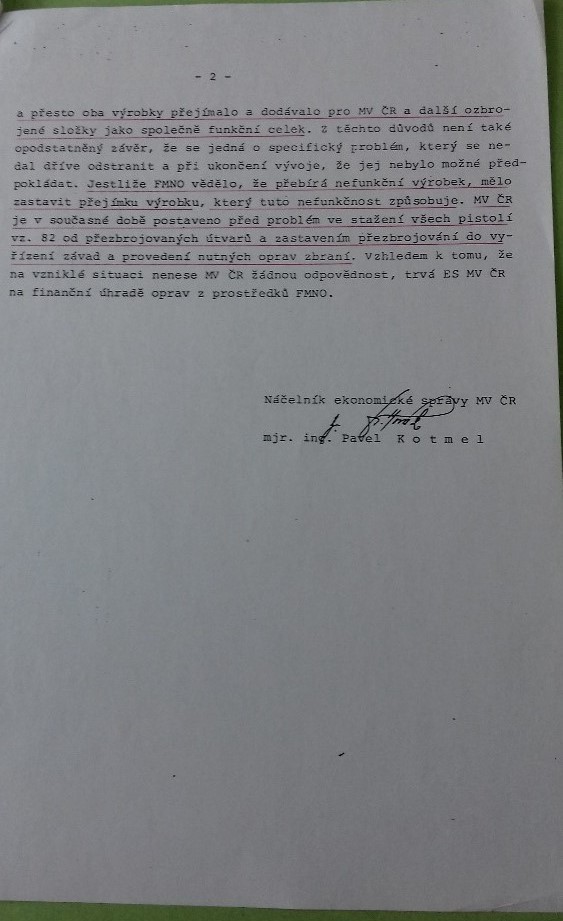 - 2 -
a přesto oba výrobky přejímalo a dodávalo pro MV ČR a další ozbro-
jené složky jako společně funkční celek. Z těchto důvodů není také
opodstatněný závěr, že se jedná o specifický problém, který se ne-
dal dříve odstranit a při ukončení vývoje, že jej nebylo možné před-
pokládat. Jestliže FMNO vědělo, že přebírá nefunkční výrobek, mělo
zastavit přejímku výrobku, který tuto nefunkčnost způsobuje. MV ČR
je v současné době postaveno před problém ve stažení všech pistolí
vz. 82 od přezbrojovaných útvarů a zastavením přezbrojování do vy-
řízení závad a provedení nutných oprav zbraní. Vzhledem k tomu, že
na vzniklé situaci nenese MV ČR žádnou odpovědnost, trvá ES MV ČR
na finanční úhradě oprav z prostředků FMNO.
Náčelník ekonomické správy MV ČR
mjr. ing. Pavel K o t m e l